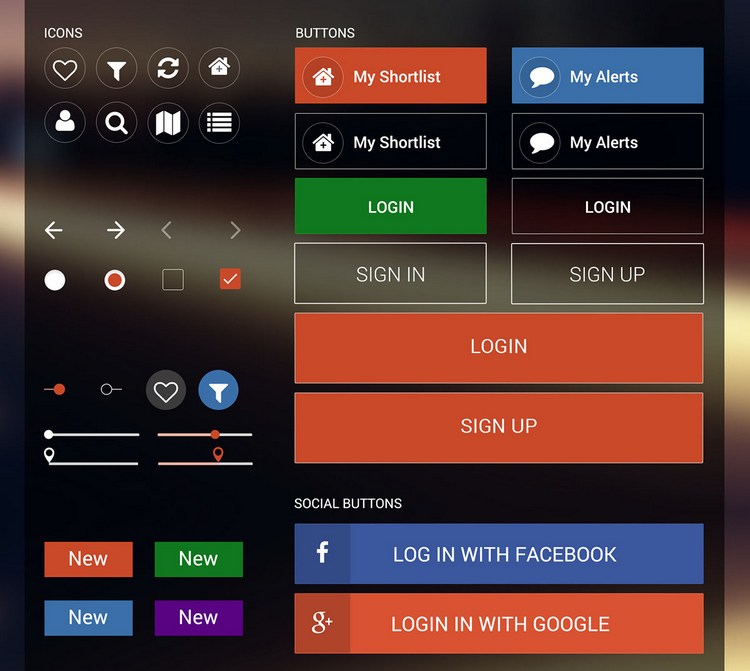 ICONS
BUTTONS
My Shortlist
My Alerts
My Shortlist
My Alerts
LOGIN
LOGIN
SIGN IN
SIGN UP
LOGIN
SIGN UP
SOCIAL BUTTONS
f LOG IN WITH FACEBOOK
g+ LOGIN IN WITH GOOGLE
New
New
New
New